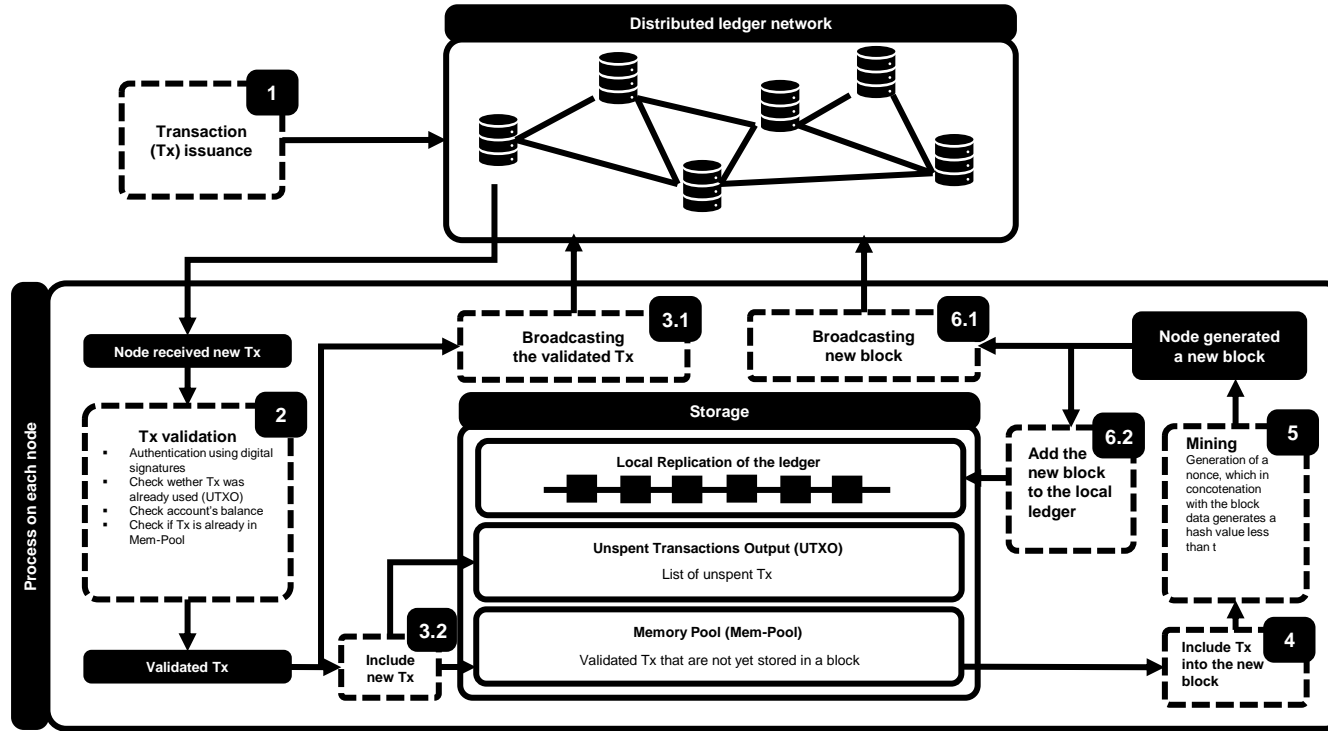 Distributed ledger network
1
Transaction
(Tx) issuance
Process on each node
Node received new Tx
2
Tx validation
▪ Authentication using digital
signatures
▪ Check wether Tx was
already used (UTXO)
▪ Check account's balance
▪ Check if Tx is already in
Mem-Pool
Validated Tx
3.1
Broadcasting
the validated Tx
3.2
Include
new Tx
Storage
Local Replication of the ledger
Unspent Transactions Output (UTXO)
List of unspent Tx
Memory Pool (Mem-Pool)
Validated Tx that are not yet stored in a block
4
Include Tx
into the new
block
5
Mining
Generation of a
nonce, which in
concotenation
with the block
data generates a
hash value less
than t
Node generated
a new block
6.1
Broadcasting
new block
6.2
Add the
new block
to the local
ledger